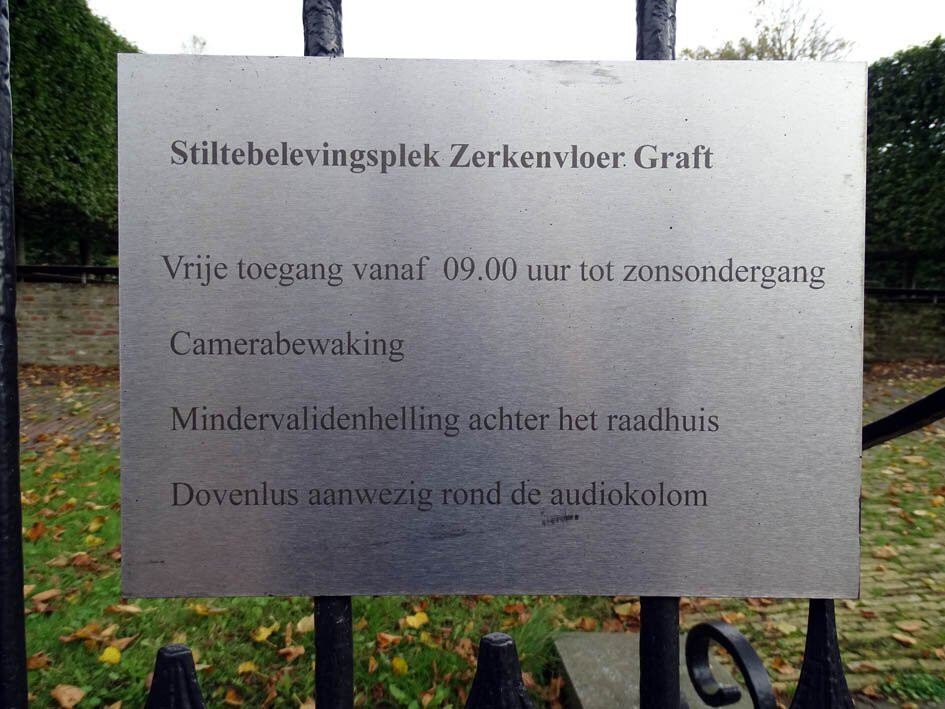 Stiltebelevingsplek Zerkenvloer Graft
Vrije toegang vanaf 09.00 uur tot zonsondergang
Camerabewaking
Mindervalidenhelling achter het raadhuis
Dovenlus aanwezig rond de audiokolom